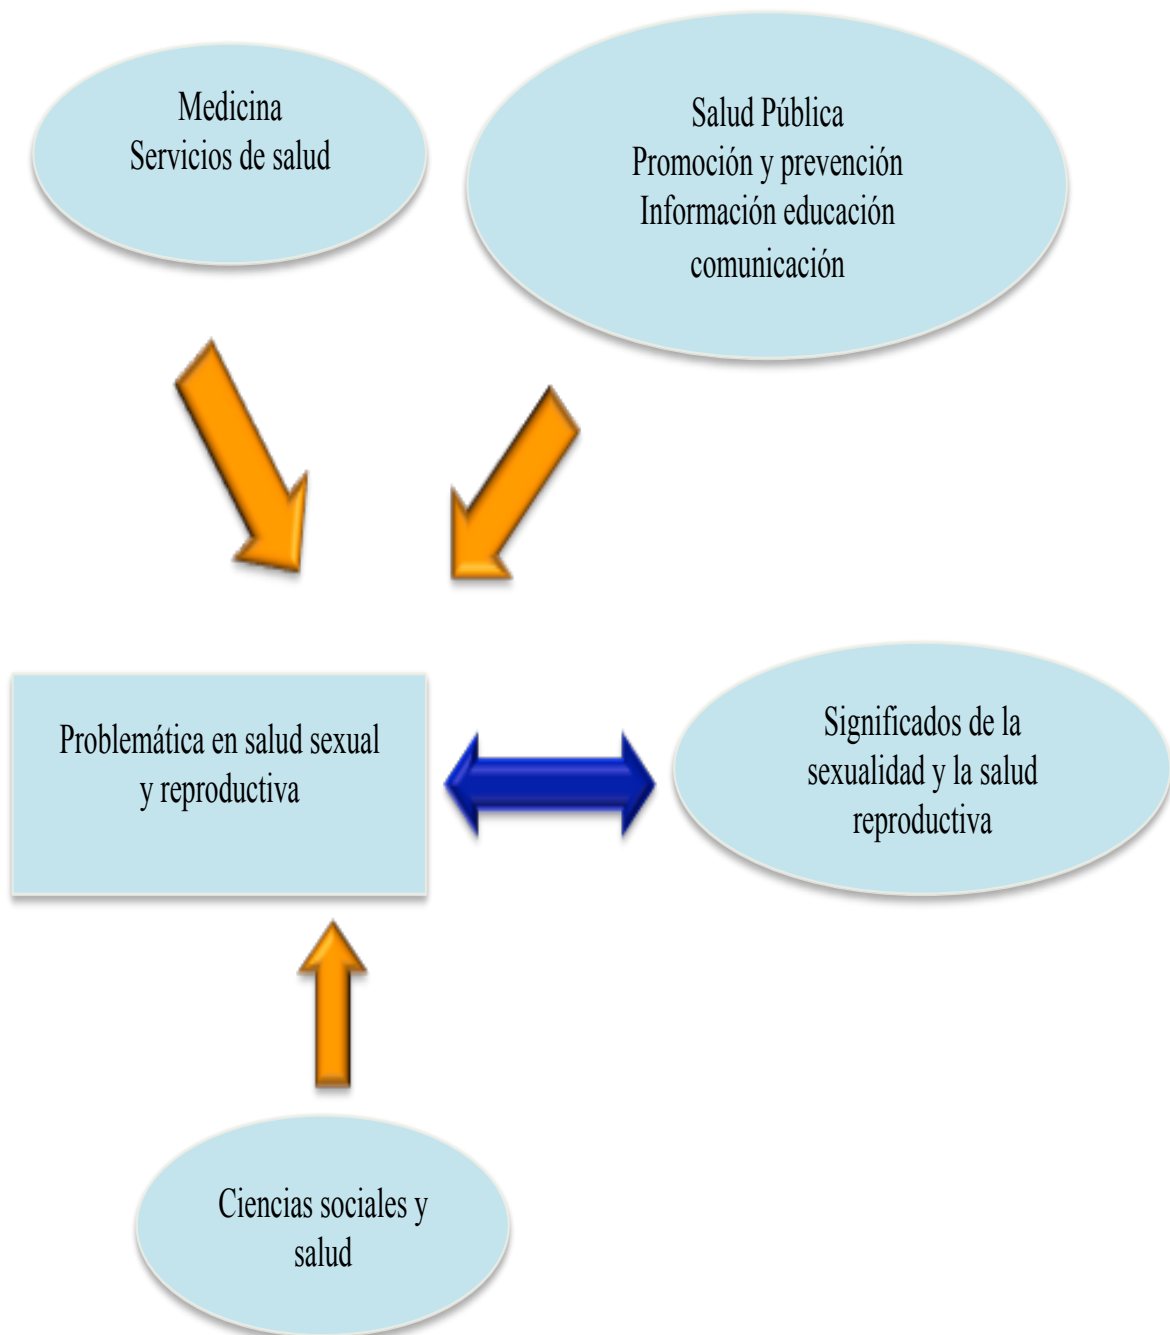 Medicina
Servicios de salud
Salud Pública
Promoción y prevención
Información educación
comunicación
Problemática en salud sexual
y reproductiva
Significados de la
sexualidad y la salud
reproductiva
Ciencias sociales y
salud